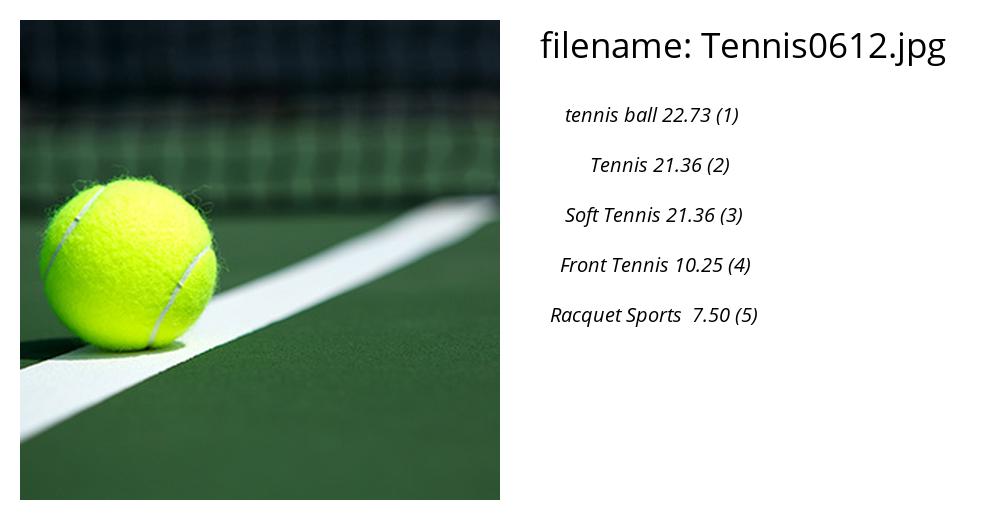 filename: Tennis0612.jpg
tennis ball 22.73 (1)
Tennis 21.36 (2)
Soft Tennis 21.36 (3)
Front Tennis 10.25 (4)
Racquet Sports  7.50 (5)